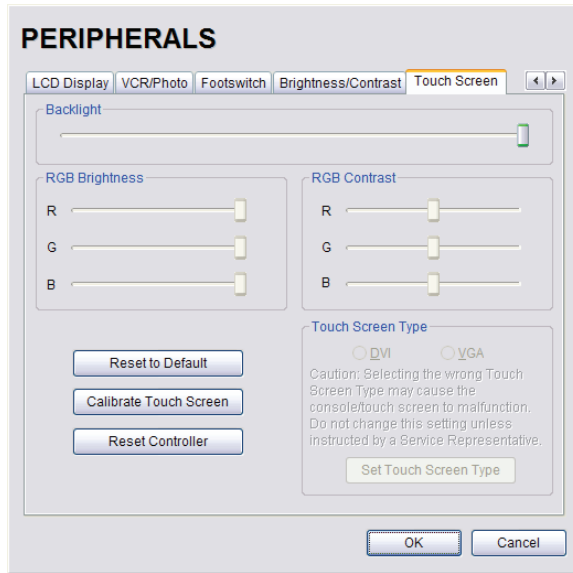 PERIPHERALS
LCD Display VCR/Photo Footswitch Brightness/Contrast Touch Screen
Backlight
RGB Brightness
R
G
B
RGB Contrast
R
G
B
Reset to Default
Calibrate Touch Screen
Reset Controller
Touch Screen Type
DVI VGA
Caution: Selecting the wrong Touch
Screen Type may cause the
console/touch screen to malfunction.
Do not change this setting unless
instructed by a Service Representative.
Set Touch Screen Type
OK Cancel